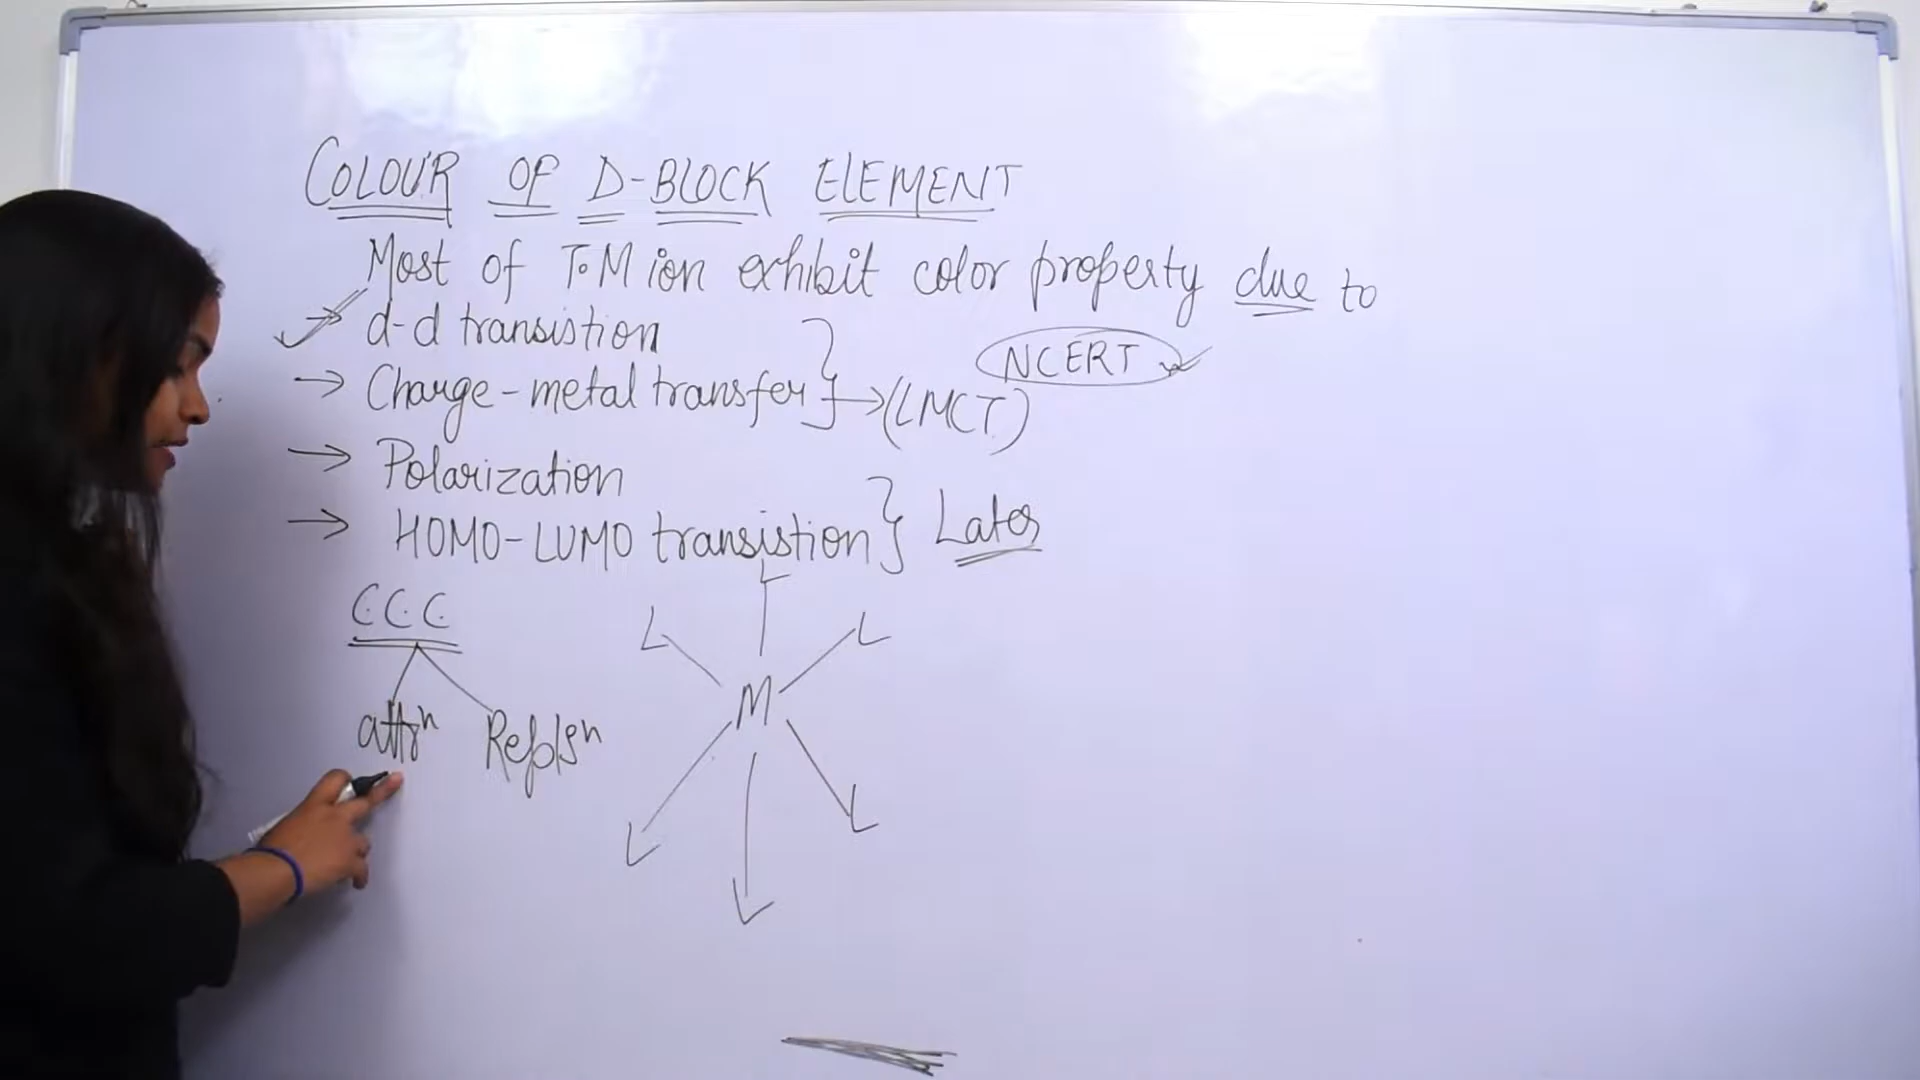 COLOUR OF D-BLOCK ELEMENT
Most of T.M ion exhibit color property due to
→ d-d transistion
NCERT
→ Charge-metal transfer → (LMCT)
→ Polarization
→ HOMO-LUMO transistion Later
C.C.C
L
L L
M
attrn Replsn
L L
L